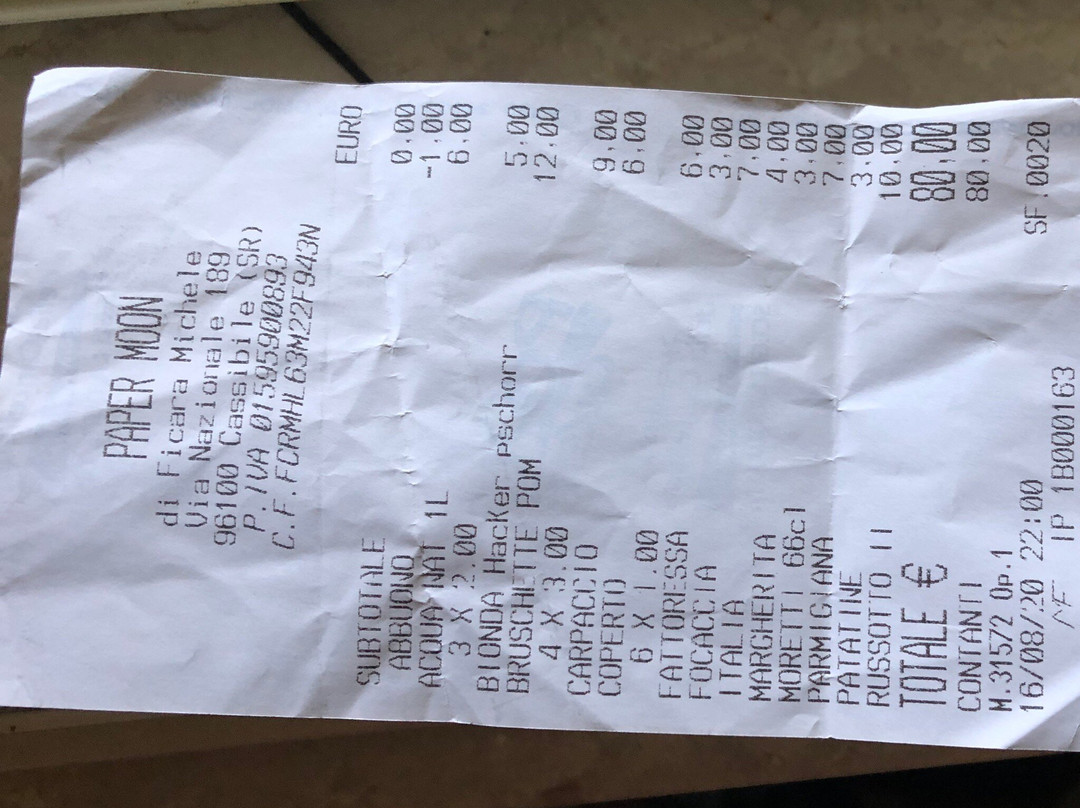 PAPER MOON
di Ficara Michele
Via Nazionale 189
96100 Cassibile (SR)
P.IVA 01595900893
C.F.FCRMHL63M22F943N
EURO
SUBTOTALE 0,00
ABBUONO -1,00
ACQUA NAT 1L 6,00
3 X 2.00
BIONDA Hacker pschorr 5,00
BRUSCHETTE POM 12,00
4 X 3.00
CARPACCIO 9,00
COPERTO 6,00
6 X 1.00
FATTORESSA 6,00
FOCACCIA 3,00
ITALIA 7,00
MARGHERITA 4,00
MORETTI 66cl 3,00
PARMIGIANA 7,00
PATATINE 3,00
RUSSOTTO II 10,00
TOTALE € 80,00
CONTANTI 80,00
M.31572 Op.1
16/08/20 22:00 SF.0020
IP 1B000163